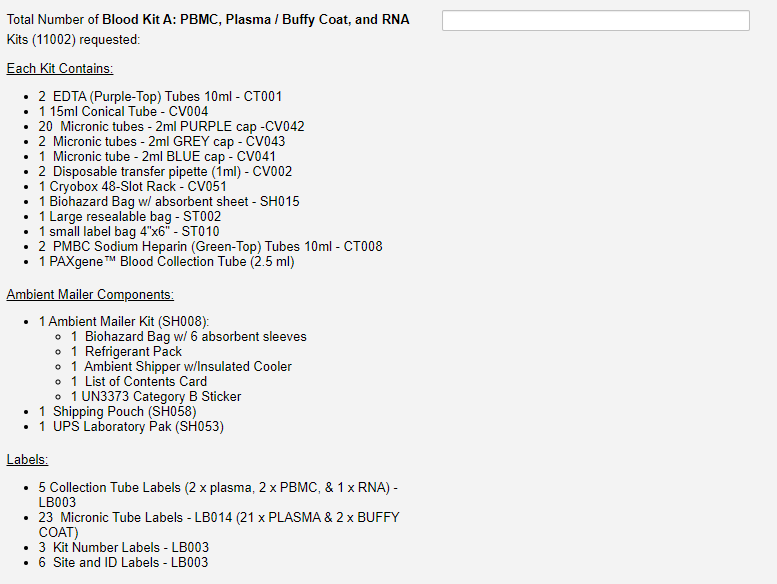 Total Number of Blood Kit A: PBMC, Plasma / Buffy Coat, and RNA
Kits (11002) requested:
Each Kit Contains:
2 EDTA (Purple-Top) Tubes 10ml - CT001
1 15ml Conical Tube - CV004
20 Micronic tubes - 2ml PURPLE cap -CV042
2 Micronic tubes - 2ml GREY cap - CV043
1 Micronic tube - 2ml BLUE cap - CV041
2 Disposable transfer pipette (1ml) - CV002
1 Cryobox 48-Slot Rack - CV051
1 Biohazard Bag w/ absorbent sheet - SH015
1 Large resealable bag - ST002
1 small label bag 4"x6" - ST010
2 PMBC Sodium Heparin (Green-Top) Tubes 10ml - CT008
1 PAXgene™ Blood Collection Tube (2.5 ml)
Ambient Mailer Components:
1 Ambient Mailer Kit (SH008):
1 Biohazard Bag w/ 6 absorbent sleeves
1 Refrigerant Pack
1 Ambient Shipper w/Insulated Cooler
1 List of Contents Card
1 UN3373 Category B Sticker
1 Shipping Pouch (SH058)
1 UPS Laboratory Pak (SH053)
Labels:
5 Collection Tube Labels (2 x plasma, 2 x PBMC, & 1 x RNA) -
LB003
23 Micronic Tube Labels - LB014 (21 x PLASMA & 2 x BUFFY
COAT)
3 Kit Number Labels - LB003
6 Site and ID Labels - LB003